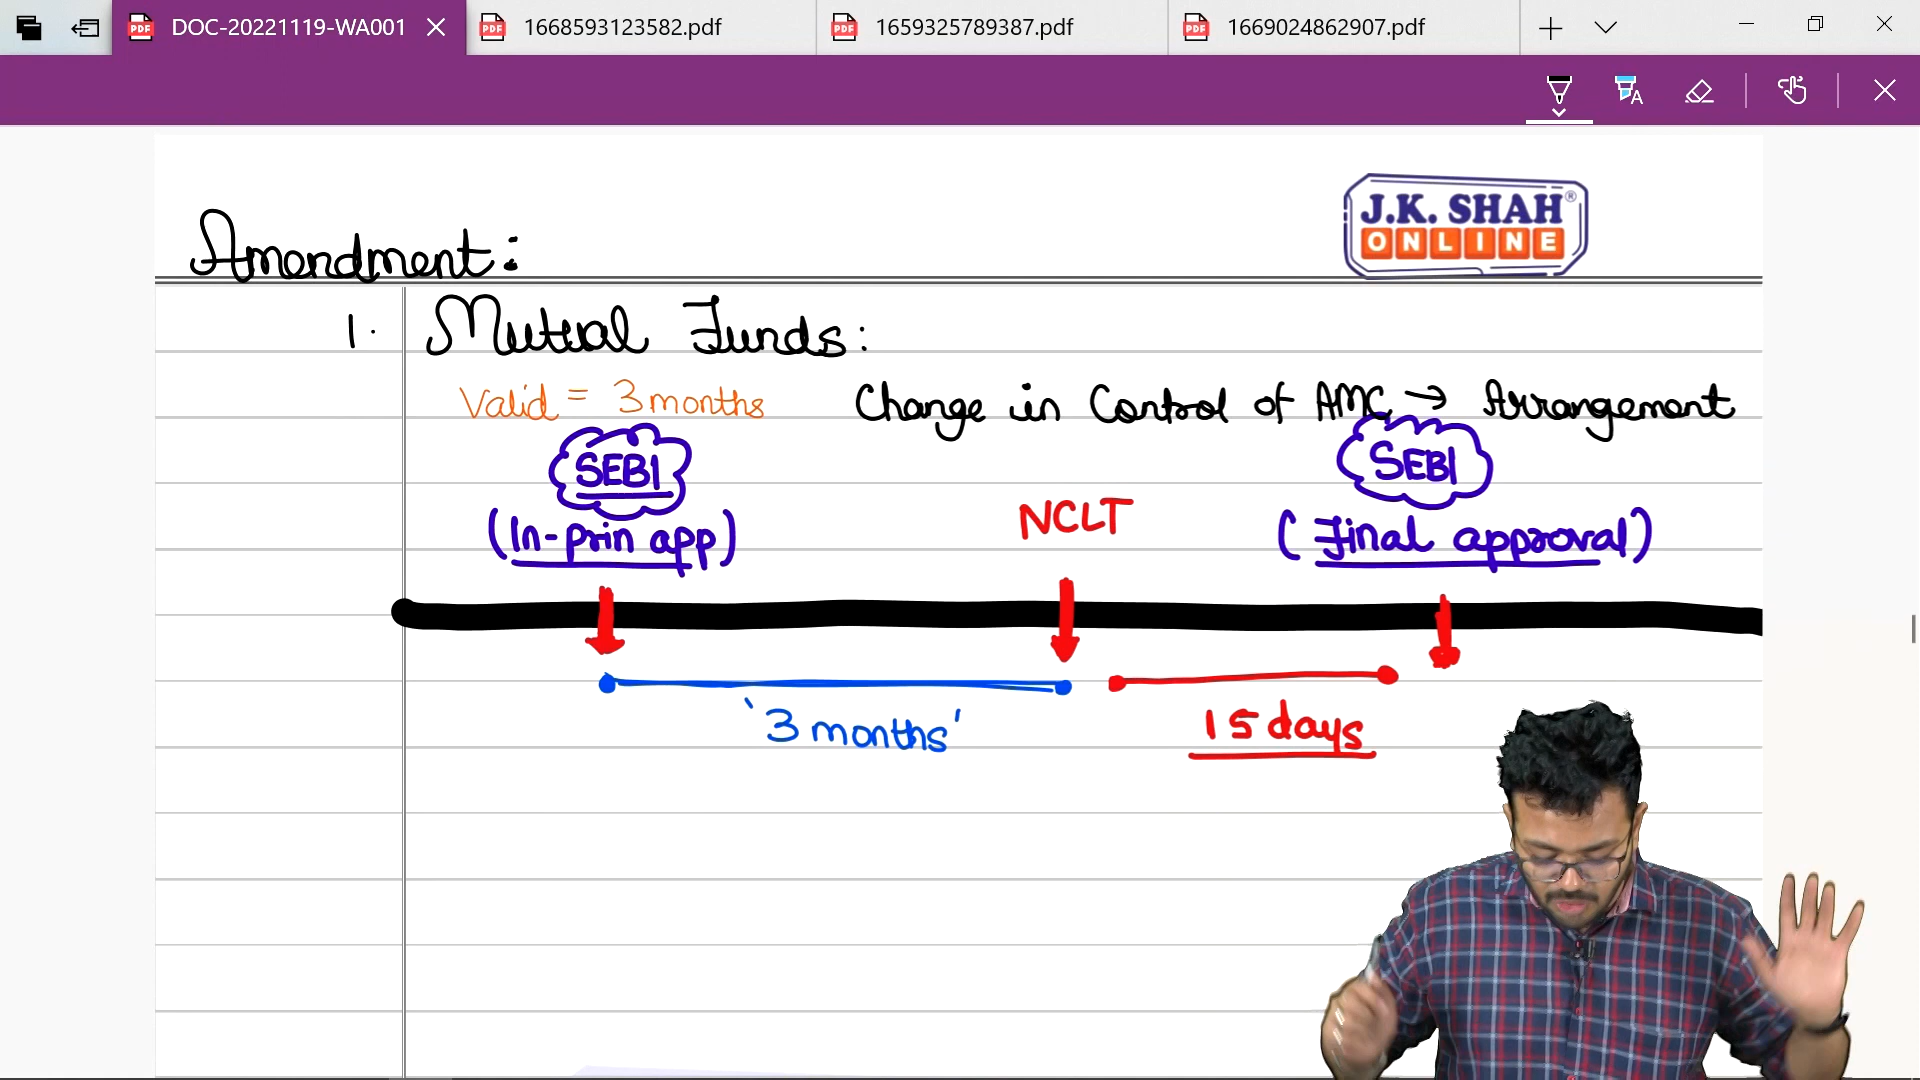 DOC-20221119-WA001
1668593123582.pdf
1659325789387.pdf
1669024862907.pdf
J.K. SHAH®
ONLINE
Amendment:
1. Mutual Funds:
Valid = 3 months
Change in Control of AMC → Arrangement
SEBI
(In-prin app)
NCLT
SEBI
(Final approval)
'3 months'
15 days